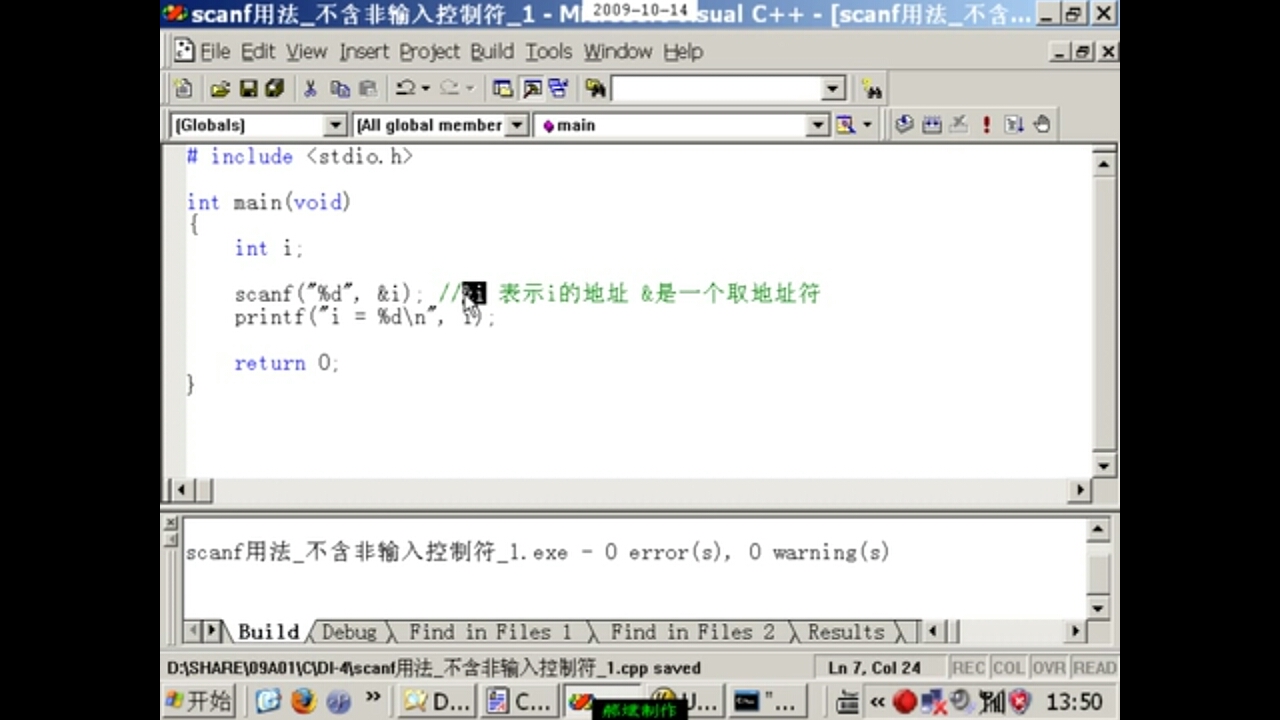 scanf用法_不含非输入控制符_1 - M
2009-10-14
sual C++ - [scanf用法_不含...
File Edit View Insert Project Build Tools Window Help
(Globals) [All global member main
# include <stdio.h>
int main(void)
{
int i;
scanf("%d", &i); //&i 表示i的地址 &是一个取地址符
printf("i = %d\n", i);
return 0;
}
scanf用法_不含非输入控制符_1.exe - 0 error(s), 0 warning(s)
Build Debug Find in Files 1 Find in Files 2 Results
D:\SHARE\09A01\C\DI-4\scanf用法_不含非输入控制符_1.cpp saved Ln 7, Col 24 REC COL OVR READ
开始 » D... C... U... "... « 13:50
郝斌制作